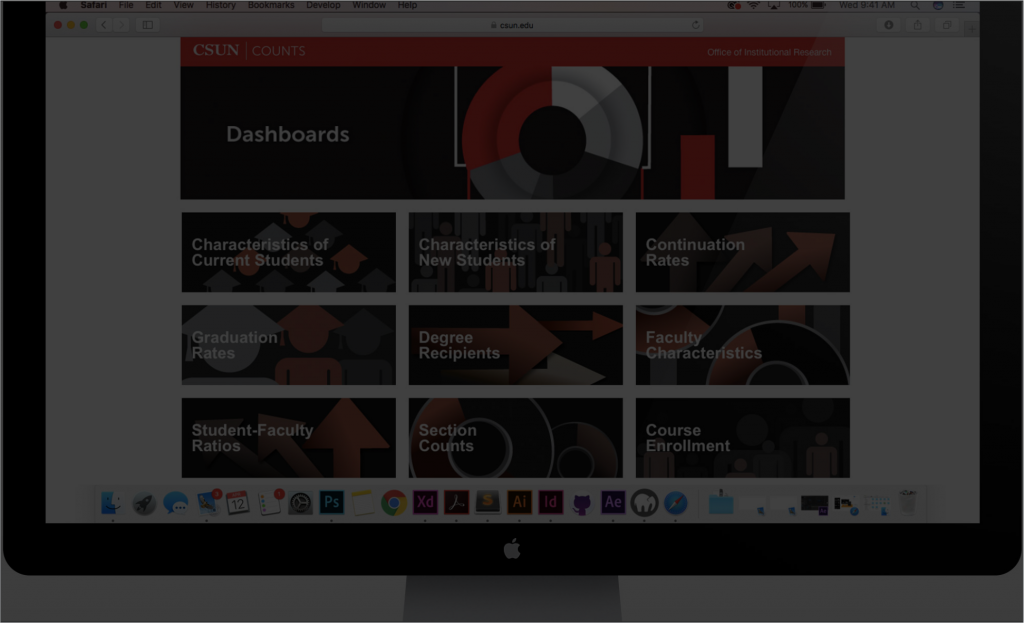 Safari File Edit View History Bookmarks Develop Window Help 100% Wed 9:41 AM
csun.edu
CSUN | COUNTS
Office of Institutional Research
Dashboards
Characteristics of
Current Students
Characteristics of
New Students
Continuation
Rates
Graduation
Rates
Degree
Recipients
Faculty
Characteristics
Student-Faculty
Ratios
Section
Counts
Course
Enrollment
12
Ps
Xd
Ai
Id
Ae